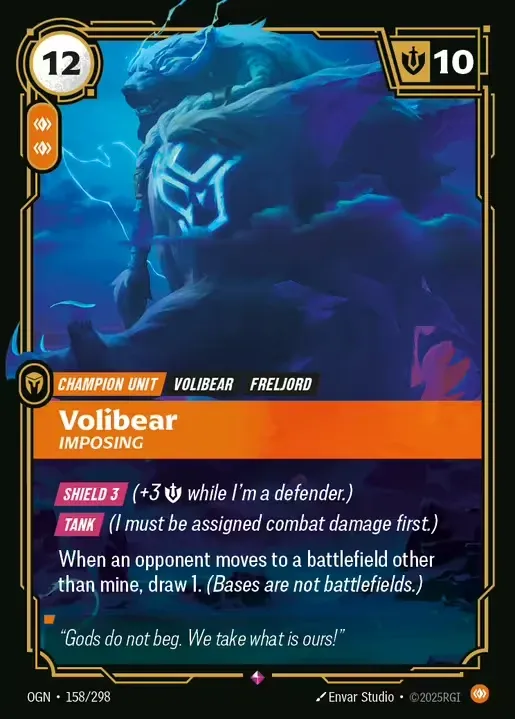 12
10
CHAMPION UNIT VOLIBEAR FRELJORD
Volibear
IMPOSING
SHIELD 3 (+3 while I'm a defender.)
TANK (I must be assigned combat damage first.)
When an opponent moves to a battlefield other
than mine, draw 1. (Bases are not battlefields.)
“Gods do not beg. We take what is ours!”
OGN • 158/298 Envar Studio • ©2025RGI